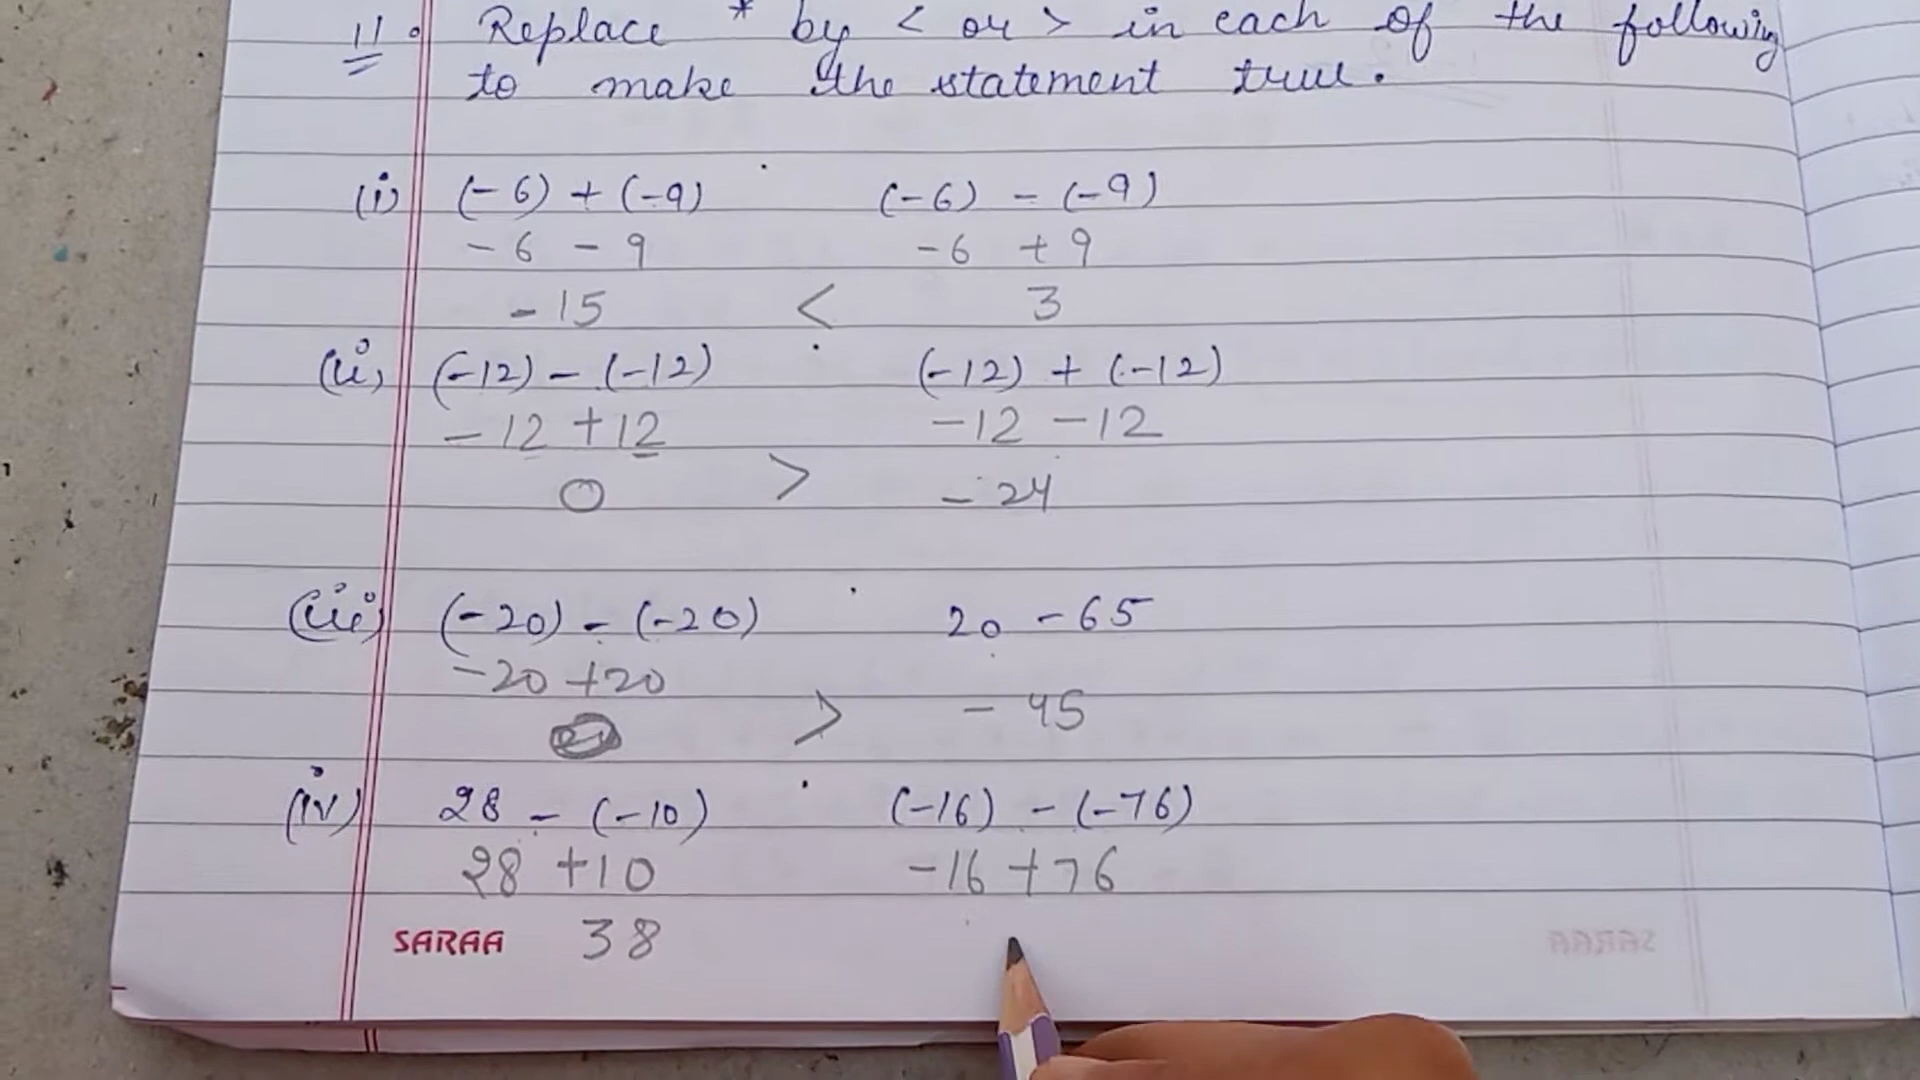 11. Replace * by < or > in each of the following
to make the statement true.
(i) (-6) + (-9) (-6) - (-9)
- 6 - 9 -6 + 9
- 15 < 3
(ii) (-12) - (-12) (-12) + (-12)
- 12 + 12 -12 - 12
0 > - 24
(iii) (-20) - (-20) 20 - 65
-20 +20
> - 45
(iv) 28 - (-10) (-16) - (-76)
28 + 10 -16 + 76
SARAA 38